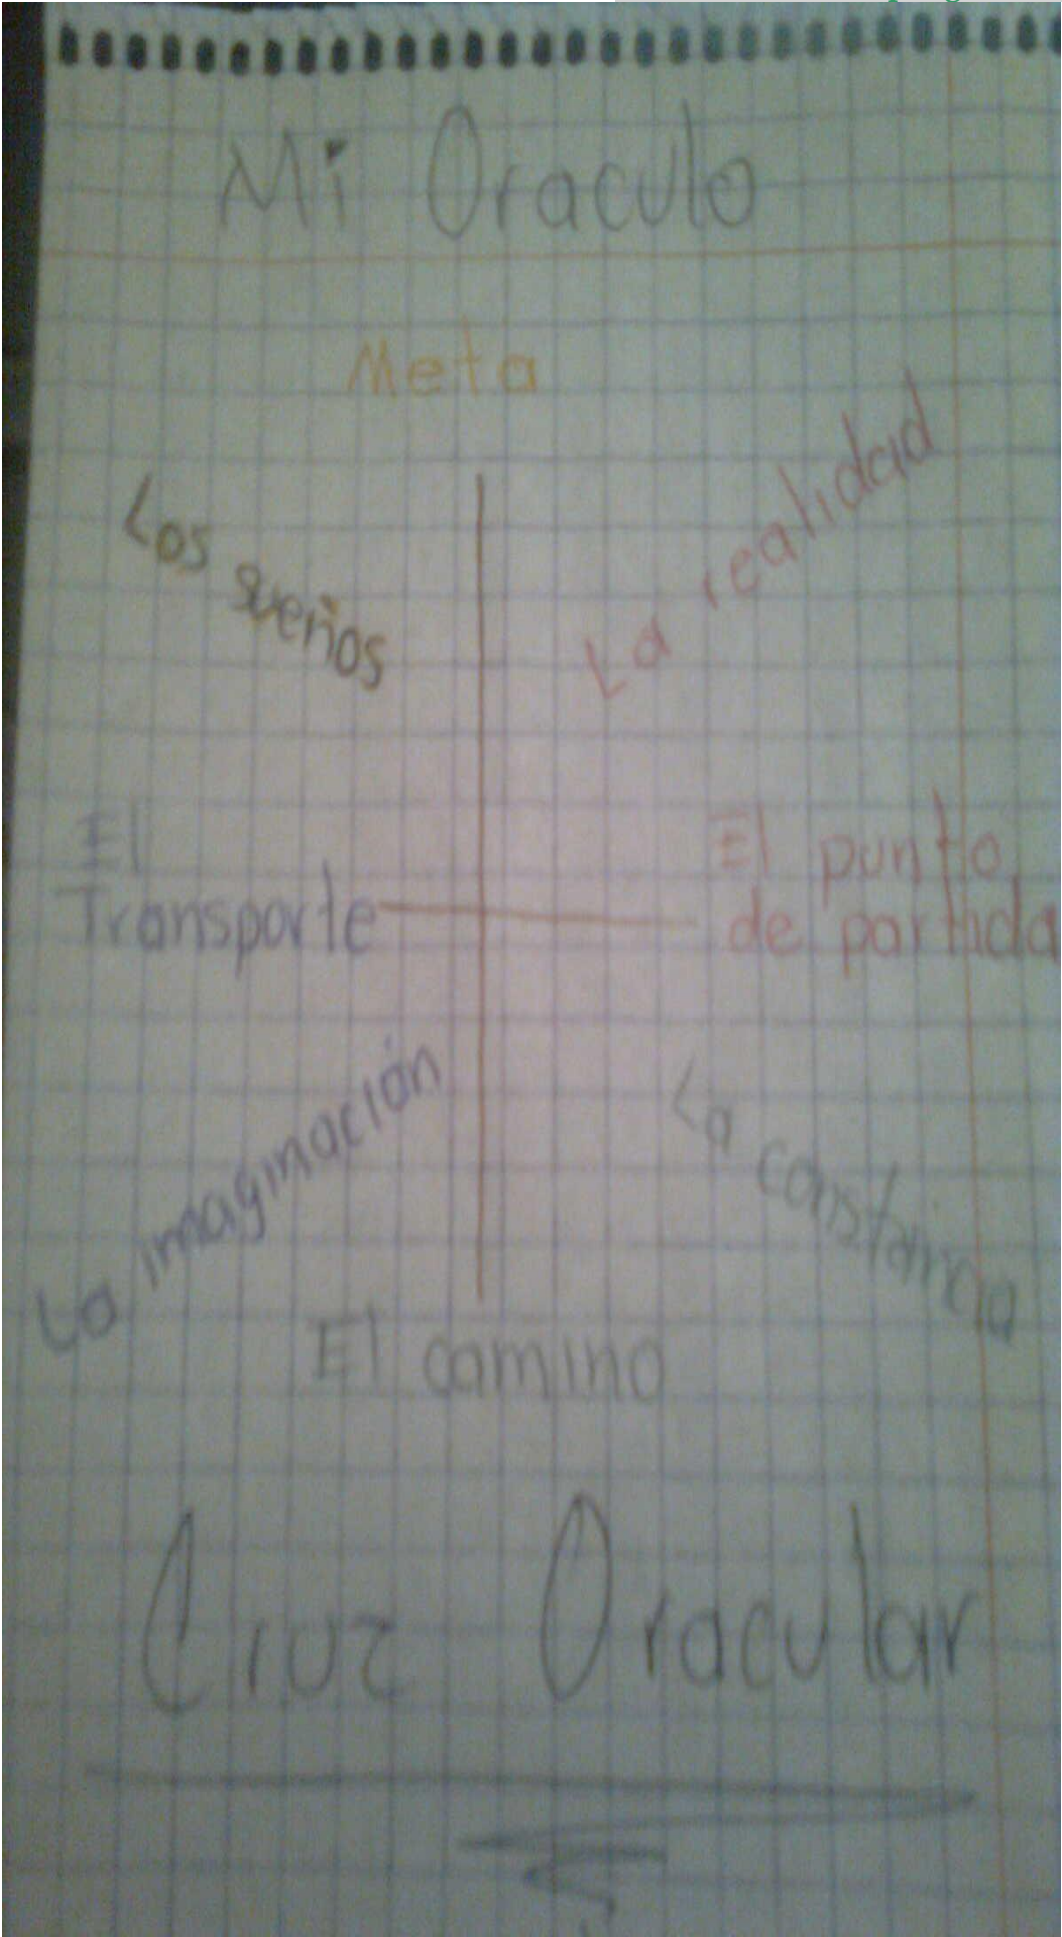 Mi Oraculo
Meta
Los sueños
La realidad
El
Transporte
El punto
de partida
La imaginación
La constancia
El camino
Cruz Oracular